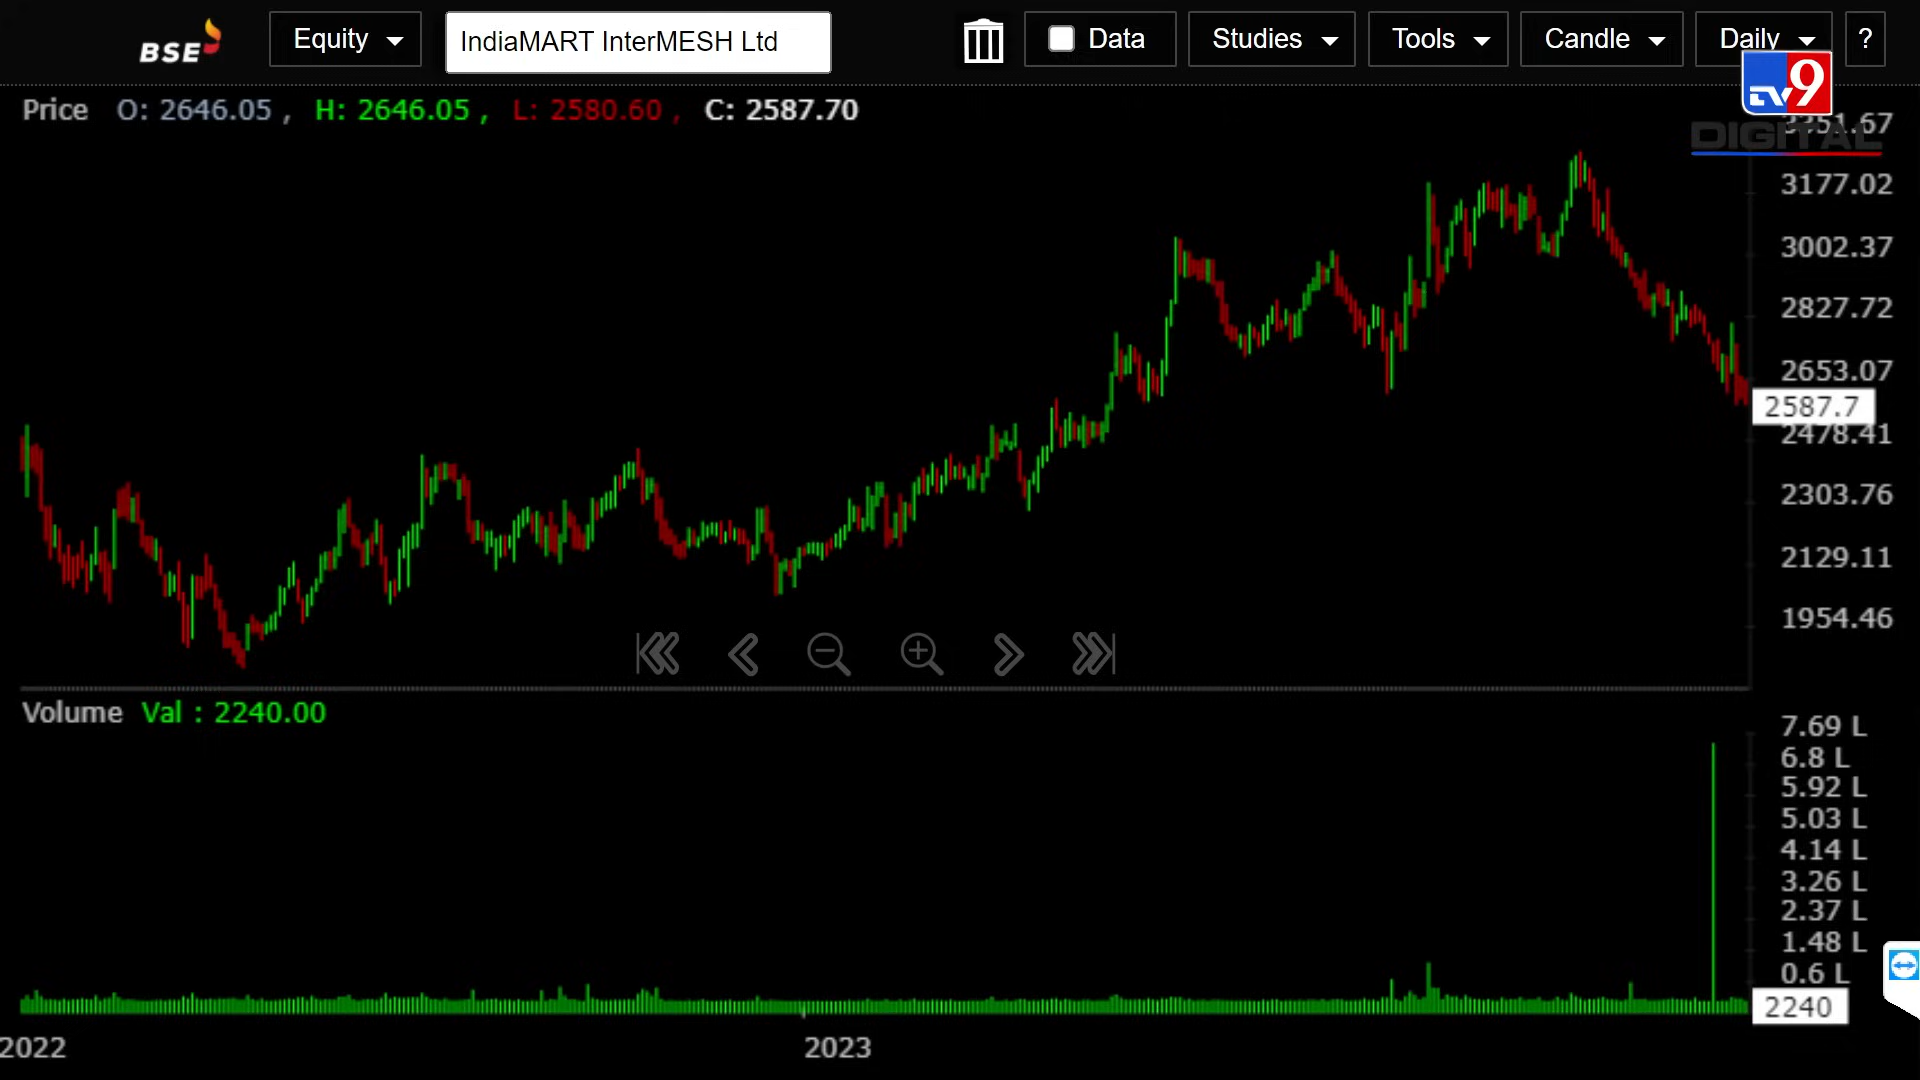 BSE Equity IndiaMART InterMESH Ltd Data Studies Tools Candle Daily ?
TV9
DIGITAL
Price O: 2646.05 , H: 2646.05 , L: 2580.60 , C: 2587.70
3351.67
3177.02
3002.37
2827.72
2653.07
2587.7
2478.41
2303.76
2129.11
1954.46
Volume Val : 2240.00
7.69 L
6.8 L
5.92 L
5.03 L
4.14 L
3.26 L
2.37 L
1.48 L
0.6 L
2240
2022 2023